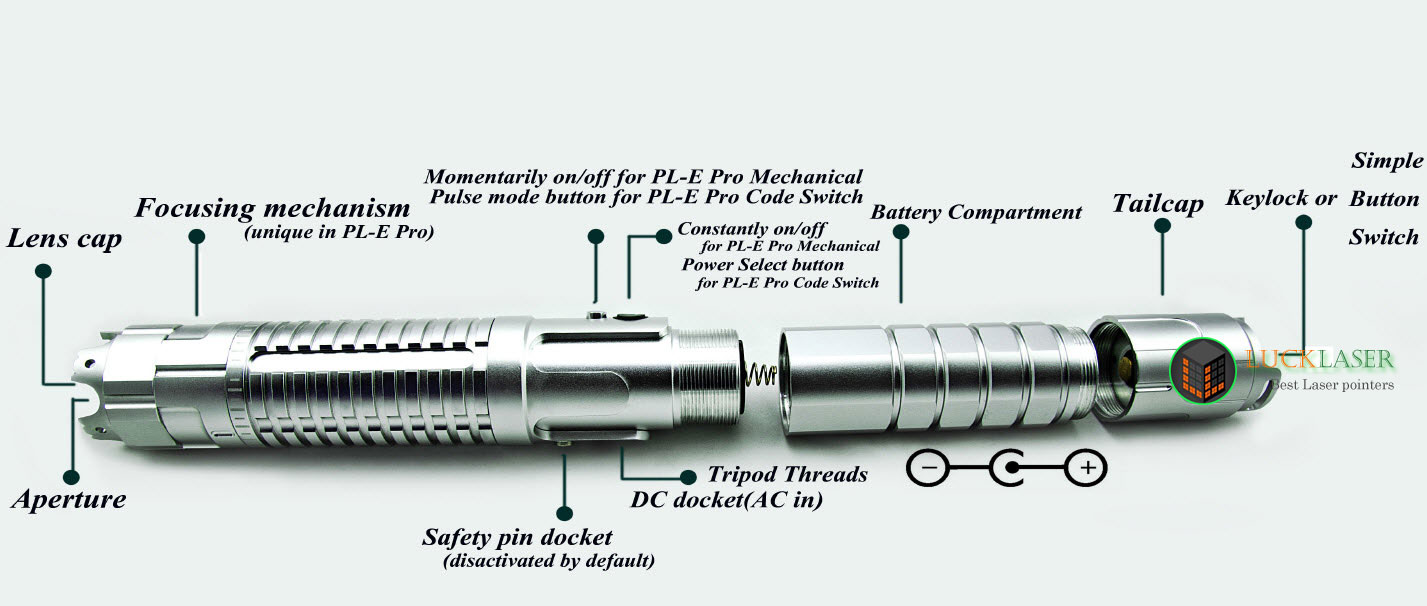 Momentarily on/off for PL-E Pro Mechanical
Pulse mode button for PL-E Pro Code Switch
Simple
Button
Switch
Keylock or
Tailcap
Battery Compartment
Focusing mechanism
(unique in PL-E Pro)
Lens cap
Constantly on/off
for PL-E Pro Mechanical
Power Select button
for PL-E Pro Code Switch
LUCKLASER
Best Laser pointers
− +
Aperture
Tripod Threads
DC docket(AC in)
Safety pin docket
(disactivated by default)